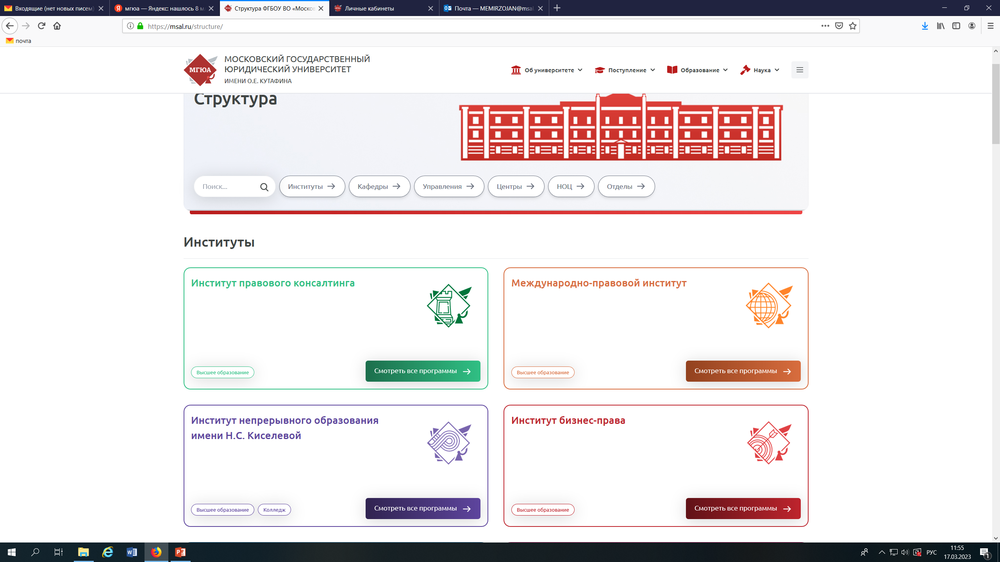 Входящие (нет новых писем)
мгюа — Яндекс: нашлось 8 м
Структура ФГБОУ ВО «Москов
Личные кабинеты
Почта — MEMIRZOJAN@msal
https://msal.ru/structure/
почта
МГЮА
МОСКОВСКИЙ ГОСУДАРСТВЕННЫЙ
ЮРИДИЧЕСКИЙ УНИВЕРСИТЕТ
ИМЕНИ О.Е. КУТАФИНА
Об университете
Поступление
Образование
Наука
Структура
Поиск...
Институты
Кафедры
Управления
Центры
НОЦ
Отделы
Институты
Институт правового консалтинга
Высшее образование
Смотреть все программы
Международно-правовой институт
Высшее образование
Смотреть все программы
Институт непрерывного образования
имени Н.С. Киселевой
Высшее образование
Колледж
Смотреть все программы
Институт бизнес-права
Высшее образование
Смотреть все программы
РУС
11:55
17.03.2023
1